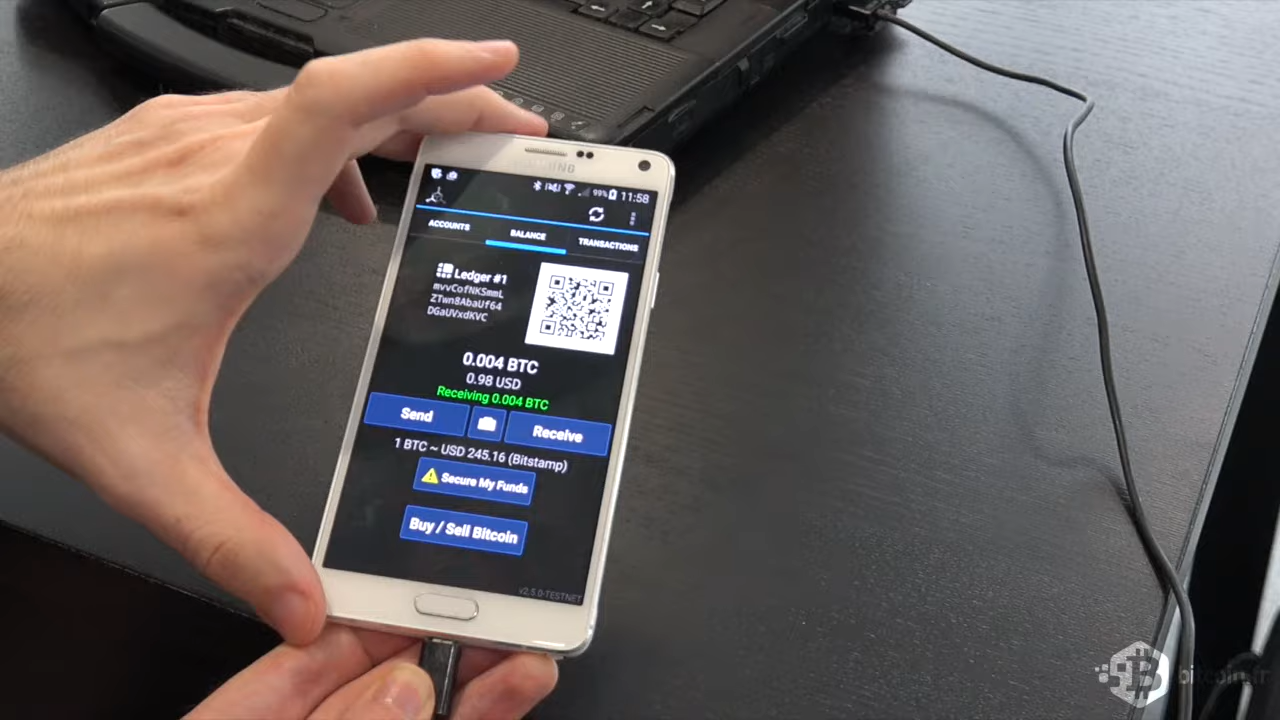 SAMSUNG
99% 11:58
ACCOUNTS BALANCE TRANSACTIONS
Ledger #1
mvvCofNKSmmL
ZTwn8AbaUf64
DGaUVxdKVC
0.004 BTC
0.98 USD
Receiving 0.004 BTC
Send Receive
1 BTC ~ USD 245.16 (Bitstamp)
Secure My Funds
Buy / Sell Bitcoin
v2.5.0-TESTNET
bitcoin.fr